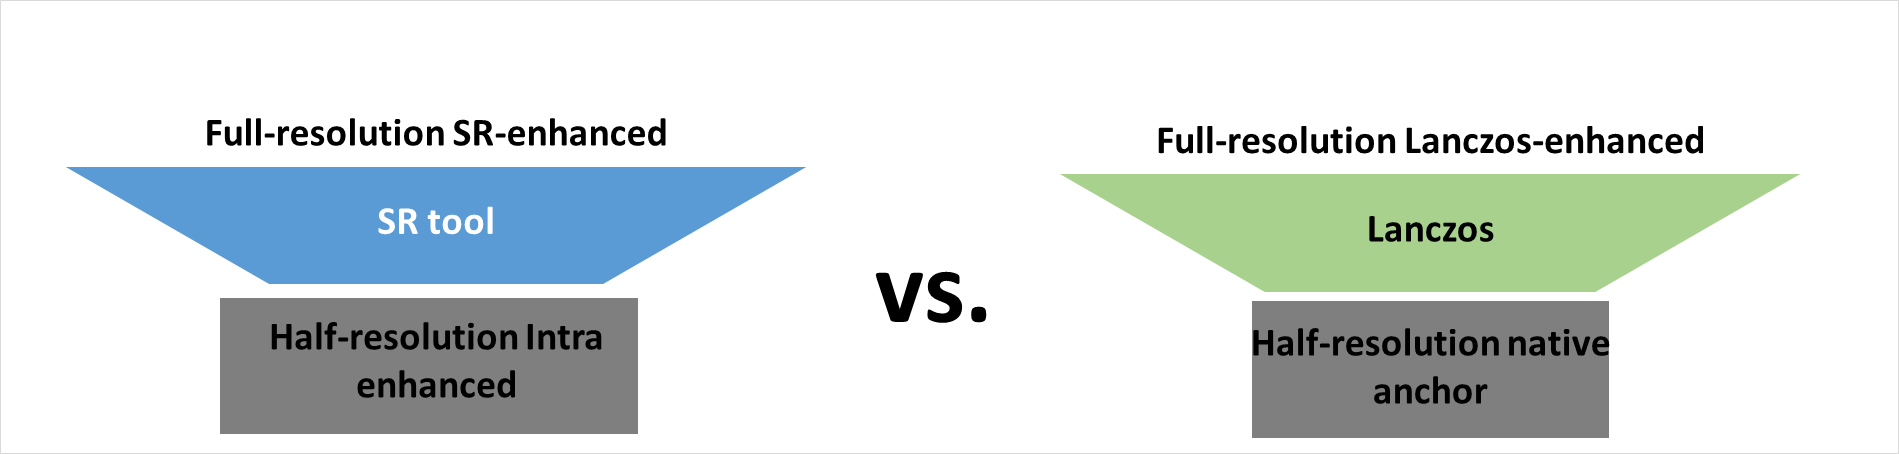 Full-resolution SR-enhanced
SR tool
Half-resolution Intra
enhanced
vs.
Full-resolution Lanczos-enhanced
Lanczos
Half-resolution native
anchor